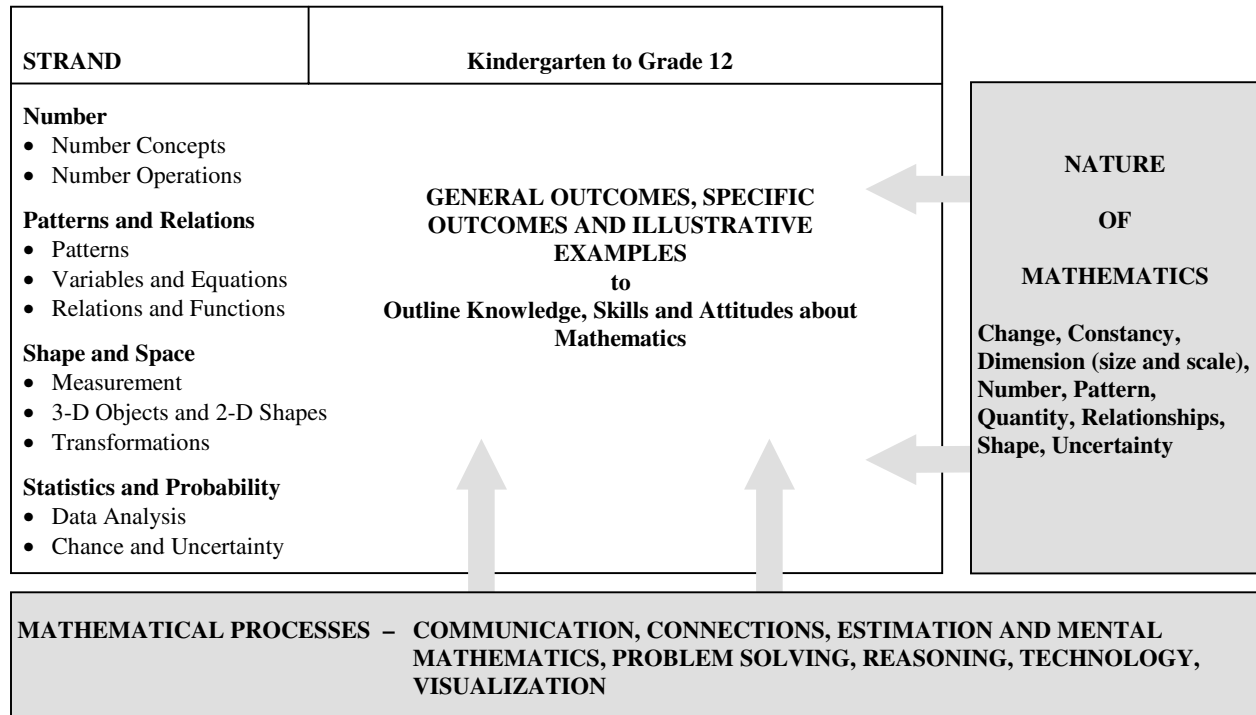 STRAND
Kindergarten to Grade 12
Number
• Number Concepts
• Number Operations
Patterns and Relations
• Patterns
• Variables and Equations
• Relations and Functions
Shape and Space
• Measurement
• 3-D Objects and 2-D Shapes
• Transformations
Statistics and Probability
• Data Analysis
• Chance and Uncertainty
GENERAL OUTCOMES, SPECIFIC
OUTCOMES AND ILLUSTRATIVE
EXAMPLES
to
Outline Knowledge, Skills and Attitudes about
Mathematics
NATURE
OF
MATHEMATICS
Change, Constancy,
Dimension (size and scale),
Number, Pattern,
Quantity, Relationships,
Shape, Uncertainty
MATHEMATICAL PROCESSES – COMMUNICATION, CONNECTIONS, ESTIMATION AND MENTAL
MATHEMATICS, PROBLEM SOLVING, REASONING, TECHNOLOGY,
VISUALIZATION